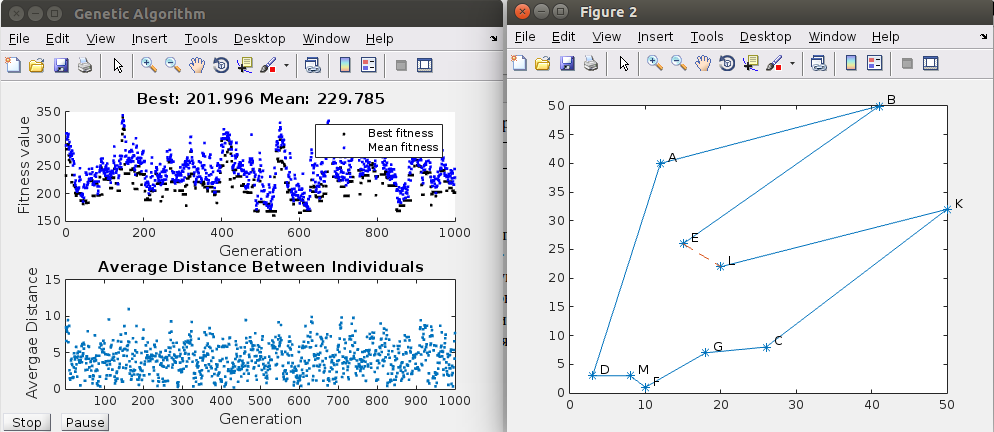 Genetic Algorithm
File Edit View Insert Tools Desktop Window Help
Best: 201.996 Mean: 229.785
Fitness value
350
300
250
200
150
Best fitness
Mean fitness
0 200 400 600 800 1000
Generation
Average Distance Between Individuals
Avergae Distance
15
10
5
0
100 200 300 400 500 600 700 800 900 1000
Generation
Stop Pause
Figure 2
File Edit View Insert Tools Desktop Window Help
50
45
40
35
30
25
20
15
10
5
0
0 10 20 30 40 50
B
A
K
E
L
G
C
D
M
F